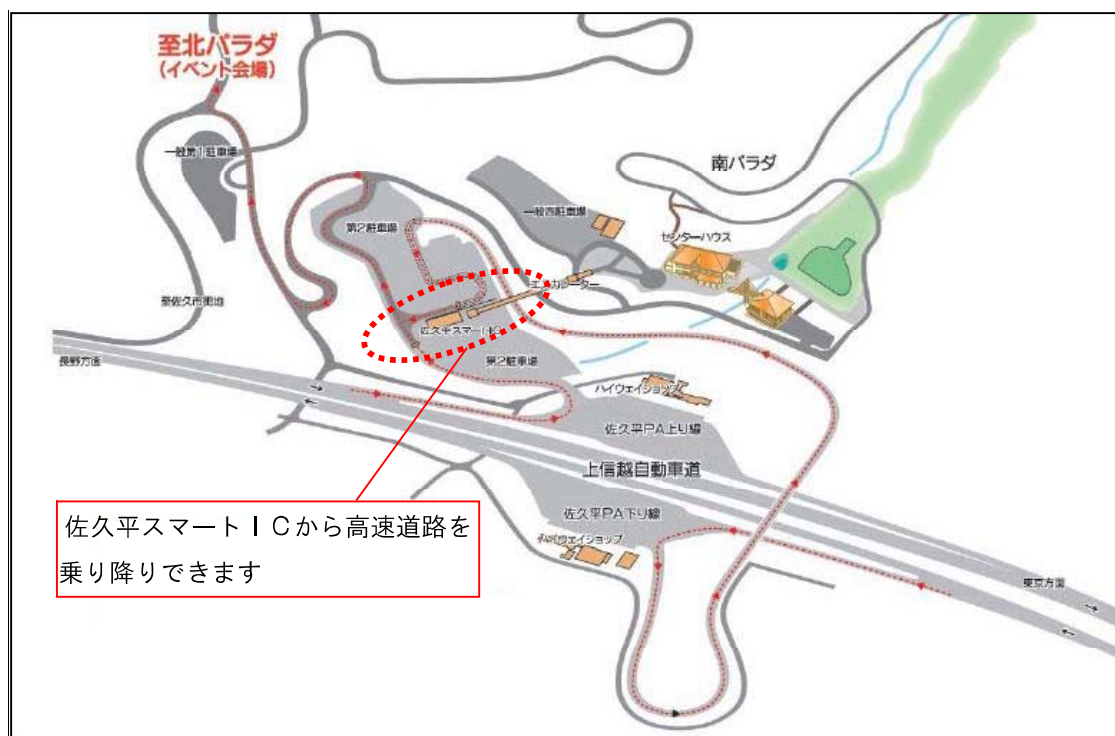 至北パラダ
(イベント会場)
一般第1駐車場
南パラダ
一般西駐車場
第2駐車場
センターハウス
エスカレーター
至佐久市街地
佐久平スマートIC
第2駐車場
長野方面
ハイウェイショップ
佐久平PA上り線
上信越自動車道
佐久平PA下り線
ハイウェイショップ
東京方面
佐久平スマートICから高速道路を
乗り降りできます